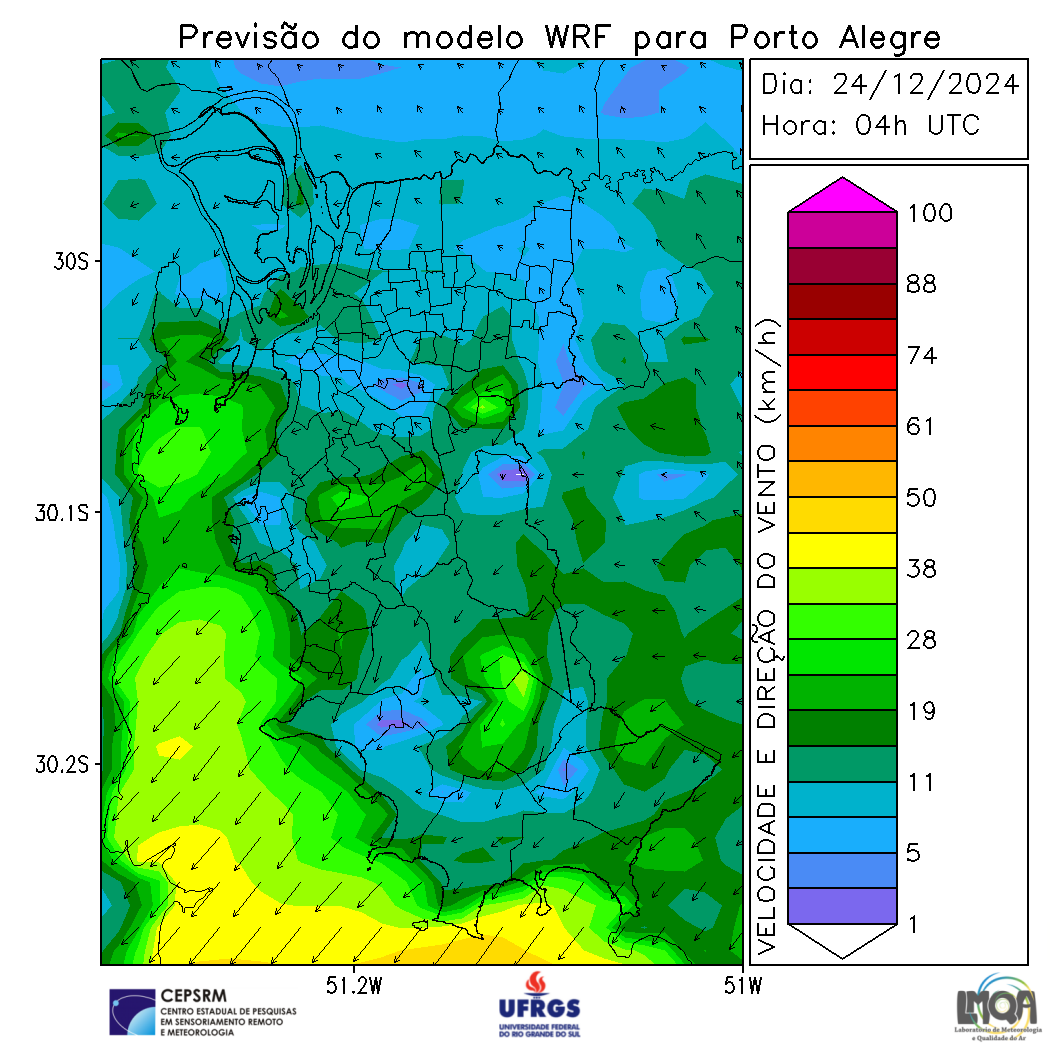 Previsão do modelo WRF para Porto Alegre
Dia: 24/12/2024
Hora: 04h UTC
30S
30.1S
30.2S
51.2W
51W
VELOCIDADE E DIREÇÃO DO VENTO (km/h)
100
88
74
61
50
38
28
19
11
5
1
CEPSRM
CENTRO ESTADUAL DE PESQUISAS
EM SENSORIAMENTO REMOTO
E METEOROLOGIA
UFRGS
UNIVERSIDADE FEDERAL
DO RIO GRANDE DO SUL
LMQA
Laboratório de Meteorologia
e Qualidade do Ar